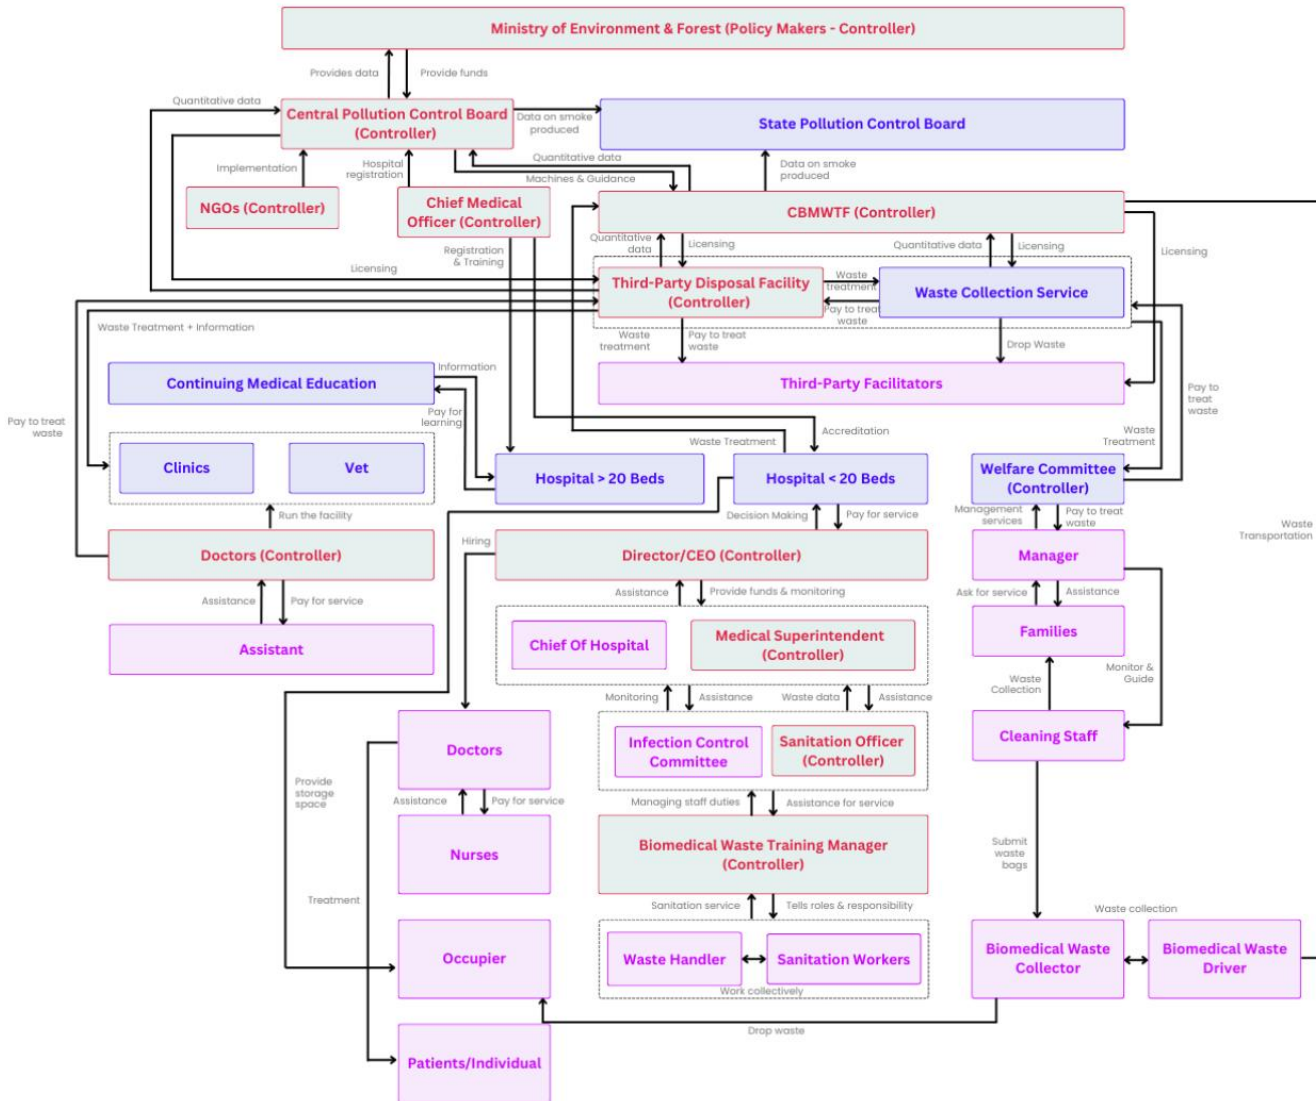 Ministry of Environment & Forest (Policy Makers - Controller)
Provides data
Provide funds
Quantitative data
Central Pollution Control Board
(Controller)
Data on smoke
produced
State Pollution Control Board
Implementation
Hospital
registration
Quantitative data
Machines & Guidance
Data on smoke
produced
NGOs (Controller)
Chief Medical
Officer (Controller)
CBMWTF (Controller)
Registration
& Training
Quantitative
data
Licensing
Quantitative data
Licensing
Licensing
Licensing
Third-Party Disposal Facility
(Controller)
Waste
treatment
Pay to treat
waste
Waste Collection Service
Waste Treatment + Information
Waste
treatment
Pay to treat
waste
Drop Waste
Continuing Medical Education
Information
Third-Party Facilitators
Pay to treat
waste
Pay for
learning
Pay to
treat
waste
Waste Treatment
Accreditation
Waste
Treatment
Clinics
Vet
Hospital > 20 Beds
Hospital < 20 Beds
Welfare Committee
(Controller)
Run the facility
Decision Making
Pay for service
Management
services
Pay to treat
waste
Waste
Transportation
Doctors (Controller)
Hiring
Director/CEO (Controller)
Manager
Assistance
Pay for service
Assistance
Provide funds & monitoring
Ask for service
Assistance
Assistant
Chief Of Hospital
Medical Superintendent
(Controller)
Families
Monitoring
Assistance
Waste data
Assistance
Waste
Collection
Monitor &
Guide
Doctors
Infection Control
Committee
Sanitation Officer
(Controller)
Cleaning Staff
Provide
storage
space
Assistance
Pay for service
Managing staff duties
Assistance for service
Nurses
Biomedical Waste Training Manager
(Controller)
Submit
waste
bags
Treatment
Sanitation service
Tells roles & responsibility
Waste collection
Occupier
Waste Handler
Sanitation Workers
Work collectively
Biomedical Waste
Collector
Biomedical Waste
Driver
Drop waste
Patients/Individual